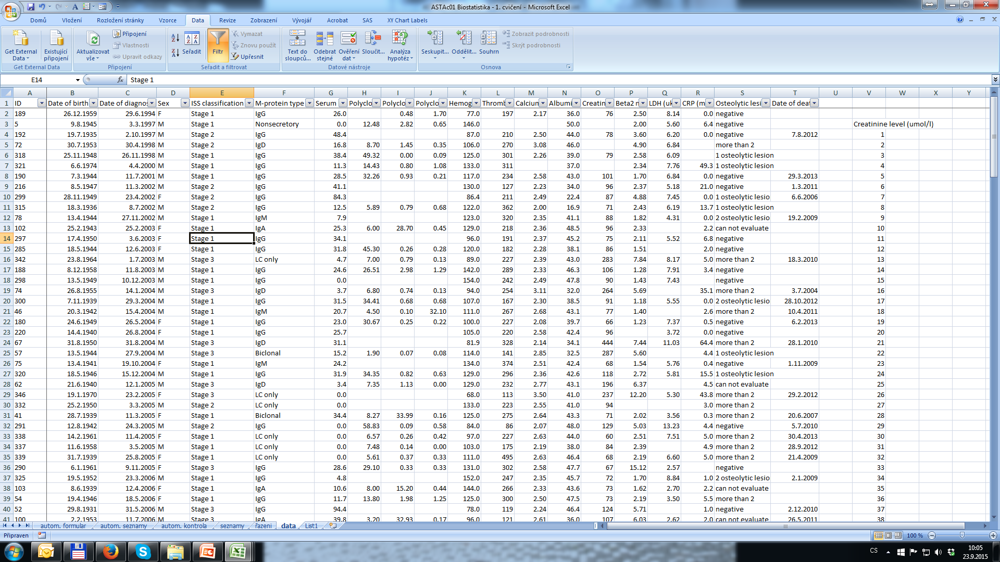 ASTAc01 Biostatistika - 1. cvičení - Microsoft Excel
Domů Vložení Rozložení stránky Vzorce Data Revize Zobrazení Vývojář Acrobat SAS XY Chart Labels
Get External Data Existující připojení Aktualizovat vše Připojení Vlastnosti Upravit odkazy Seřadit Filtr Vymazat Znovu použít Upřesnit Text do sloupců... Odebrat stejné Ověření dat Sloučit... Analýza hypotéz Seskupit... Oddělit... Souhrn Zobrazit podrobnosti Skrýt podrobnosti
Get External Data Připojení Seřadit a filtrovat Datové nástroje Osnova
E14 fx Stage 1
A B C D E F G H I J K L M N O P Q R S T U V W X Y
1 ID Date of birth Date of diagnos Sex ISS classification M-protein type Serum Polyclo Polyclo Polyclo Hemog Thromb Calcium Albumi Creatin Beta2 n LDH (uk CRP (m Osteolytic lesi Date of deat
2 189 26.12.1959 29.6.1994 F Stage 1 IgG 26.0 0.48 1.70 77.0 197 2.17 36.0 76 2.50 8.14 0.0 negative
3 5 9.8.1945 3.3.1997 M Stage 1 Nonsecretory 0.0 12.48 2.82 0.65 146.0 50.0 2.00 5.60 6.4 negative Creatinine level (umol/l)
4 192 19.7.1935 2.10.1997 M Stage 2 IgG 48.4 87.0 210 2.50 44.0 78 3.60 6.20 0.0 negative 7.8.2012 1
5 72 30.7.1953 30.4.1998 M Stage 2 IgD 16.8 8.70 1.45 0.35 106.0 270 3.08 46.0 4.90 6.84 more than 2 2
6 318 25.11.1948 26.11.1998 M Stage 1 IgG 38.4 49.32 0.00 0.09 125.0 301 2.26 39.0 79 2.58 6.09 1 osteolytic lesion 3
7 321 6.6.1974 4.4.2000 M Stage 1 IgG 11.3 14.43 0.80 1.08 133.0 311 37.0 2.34 7.76 49.3 1 osteolytic lesion 4
8 190 7.3.1944 11.7.2001 M Stage 1 IgG 28.5 32.26 0.93 0.21 117.0 234 2.58 43.0 101 1.70 6.84 0.0 negative 29.3.2013 5
9 216 8.5.1947 11.3.2002 M Stage 2 IgG 41.1 130.0 127 2.23 34.0 96 2.37 5.18 21.0 negative 1.3.2011 6
10 299 28.11.1949 23.4.2002 F Stage 2 IgG 84.3 86.4 211 2.49 22.4 87 4.88 7.45 0.0 1 osteolytic lesio 6.6.2006 7
11 315 18.3.1936 8.7.2002 M Stage 2 IgG 12.5 5.89 0.79 0.68 122.0 362 2.00 16.9 71 2.43 6.19 13.7 1 osteolytic lesion 8
12 78 13.4.1944 27.11.2002 M Stage 1 IgM 7.9 123.0 320 2.35 41.1 88 1.82 4.31 0.0 2 osteolytic lesio 19.2.2009 9
13 102 25.2.1943 25.2.2003 F Stage 1 IgA 25.3 6.00 28.70 0.45 129.0 218 2.36 48.5 96 2.33 2.2 can not evaluate 10
14 297 17.4.1950 3.6.2003 F Stage 1 IgG 34.1 96.0 191 2.37 45.2 75 2.11 5.52 6.8 negative 11
15 285 18.5.1944 12.6.2003 F Stage 1 IgG 31.8 45.30 0.26 0.28 120.0 182 2.28 38.1 86 1.51 2.0 negative 12
16 342 23.8.1964 1.7.2003 M Stage 3 LC only 4.7 7.00 0.79 0.13 89.0 227 2.39 43.0 283 7.84 8.17 5.0 more than 2 18.3.2010 13
17 188 8.12.1958 11.8.2003 M Stage 1 IgG 24.6 26.51 2.98 1.29 142.0 289 2.33 46.3 106 1.28 7.91 3.4 negative 14
18 298 13.5.1949 10.12.2003 M Stage 1 IgG 0.0 154.0 242 2.49 47.8 90 1.43 7.43 negative 15
19 74 26.8.1955 14.1.2004 M Stage 3 IgD 3.7 6.80 0.74 0.13 94.0 254 3.11 32.0 264 5.69 35.1 more than 2 3.7.2004 16
20 300 7.11.1939 29.3.2004 M Stage 1 IgG 31.5 34.41 0.68 0.68 107.0 167 2.30 38.5 91 1.18 5.55 0.0 2 osteolytic lesio 28.10.2012 17
21 46 20.3.1942 15.4.2004 M Stage 1 IgM 20.7 4.50 0.10 32.10 111.0 267 2.68 43.1 77 1.40 2.6 more than 2 10.4.2011 18
22 180 24.6.1949 26.5.2004 F Stage 1 IgG 23.0 30.67 0.25 0.22 100.0 227 2.08 39.7 66 1.23 7.37 0.5 negative 6.2.2013 19
23 220 14.4.1940 26.8.2004 F Stage 1 IgG 25.7 105.0 220 2.58 42.4 96 3.72 0.0 negative 20
24 67 31.8.1950 31.8.2004 M Stage 3 IgD 31.1 81.9 328 2.14 34.1 444 7.44 11.03 64.4 more than 2 28.1.2010 21
25 57 13.5.1944 27.9.2004 M Stage 3 Biclonal 15.2 1.90 0.07 0.08 114.0 141 2.85 32.5 287 5.60 4.4 1 osteolytic lesion 22
26 75 13.4.1941 19.10.2004 F Stage 1 IgM 24.2 134.0 374 2.51 42.4 68 1.54 5.76 0.4 negative 1.11.2009 23
27 320 18.5.1946 15.12.2004 M Stage 1 IgG 31.9 34.35 0.82 0.63 129.0 296 2.36 42.6 118 2.72 5.81 15.5 1 osteolytic lesion 24
28 62 21.6.1940 12.1.2005 M Stage 3 IgD 3.4 7.35 1.13 0.00 129.0 232 2.77 43.1 196 6.37 4.5 can not evaluate 25
29 346 19.1.1970 23.2.2005 F Stage 3 LC only 0.0 68.0 113 3.50 41.0 237 12.20 5.30 43.8 more than 2 29.2.2012 26
30 332 25.2.1950 3.3.2005 M Stage 2 LC only 0.0 133.0 223 2.55 41.0 94 3.0 more than 2 27
31 41 28.7.1939 11.3.2005 F Stage 1 Biclonal 34.4 8.27 33.99 0.16 125.0 275 2.64 43.3 71 2.02 3.56 0.3 more than 2 20.6.2007 28
32 291 12.8.1942 24.3.2005 M Stage 2 IgG 0.0 58.83 0.09 0.58 84.0 86 2.07 48.0 129 5.03 13.23 4.4 negative 5.7.2010 29
33 338 14.2.1961 11.4.2005 F Stage 1 LC only 0.0 6.57 0.26 0.42 97.0 227 2.63 44.0 60 2.51 7.51 5.0 more than 2 30.4.2013 30
34 337 11.6.1958 3.5.2005 M Stage 1 LC only 0.0 7.48 0.14 0.00 103.0 175 2.19 38.0 84 2.39 4.9 more than 2 28.9.2012 31
35 339 31.7.1939 25.8.2005 F Stage 1 LC only 0.0 5.61 0.37 0.33 111.0 495 2.63 46.4 68 2.19 6.60 5.0 more than 2 21.4.2009 32
36 290 6.1.1961 9.11.2005 F Stage 3 IgG 28.6 29.10 0.33 0.33 131.0 302 2.58 47.7 67 15.12 2.57 negative 33
37 325 19.5.1952 23.3.2006 M Stage 1 IgG 4.8 152.0 247 2.35 45.7 72 1.70 8.84 1.0 2 osteolytic lesio 2.1.2009 34
38 103 8.6.1939 12.4.2006 F Stage 1 IgA 10.6 8.00 15.20 0.44 144.0 266 2.33 43.6 73 1.62 2.70 2.2 can not evaluate 35
39 54 19.4.1946 18.5.2006 F Stage 1 IgG 11.7 13.80 1.98 1.25 125.0 300 2.50 47.5 73 2.19 3.50 5.5 more than 2 36
40 52 29.8.1931 31.5.2006 M Stage 3 IgG 94.4 78.0 119 2.24 46.4 124 5.71 1.0 negative 2.12.2010 37
41 100 2.2.1953 11.7.2006 M Stage 3 IgA 39.8 3.20 32.93 0.17 96.0 121 2.61 36.0 107 6.03 2.62 2.0 can not evaluate 26.5.2011 38
autom. formulář autom. seznamy autom. kontrola seznamy řazeni data List1
Připraven 100 %
CS 10:05
23.9.2015